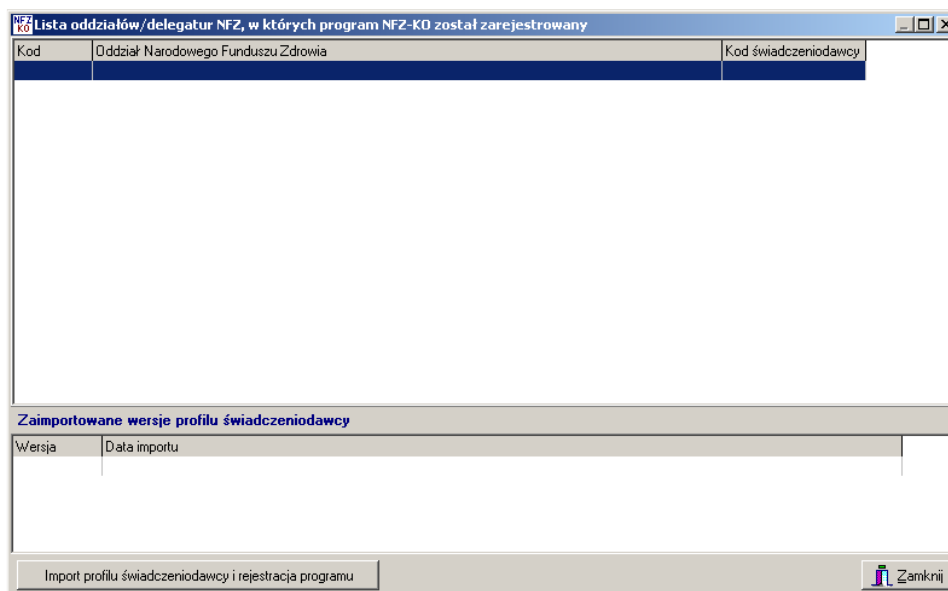 NFZ KO Lista oddziałów/delegatur NFZ, w których program NFZ-KO został zarejestrowany
Kod Oddział Narodowego Funduszu Zdrowia Kod świadczeniodawcy
Zaimportowane wersje profilu świadczeniodawcy
Wersja Data importu
Import profilu świadczeniodawcy i rejestracja programu Zamknij